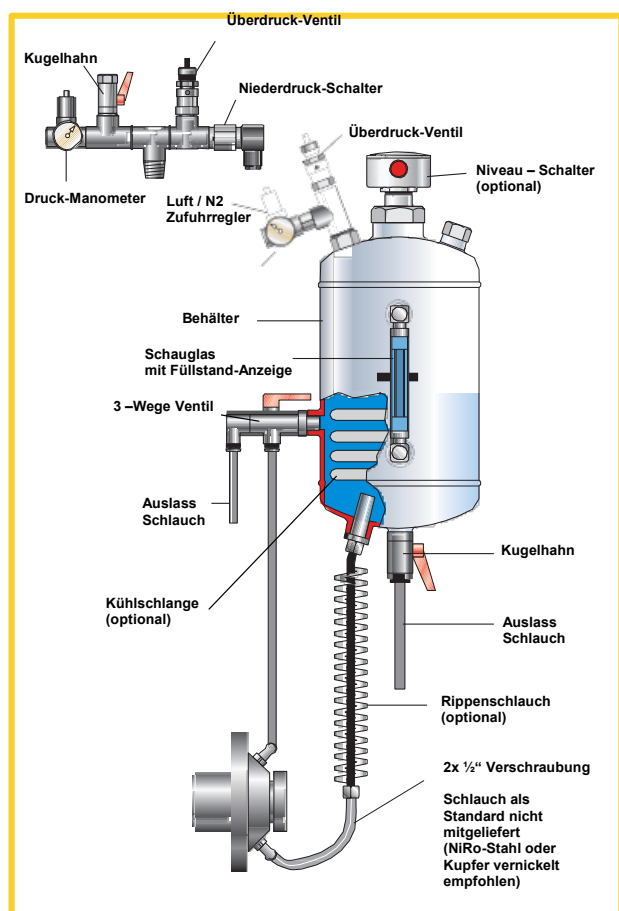 Überdruck-Ventil
Kugelhahn
Niederdruck-Schalter
Überdruck-Ventil
Niveau – Schalter
(optional)
Druck-Manometer
Luft / N2
Zufuhrregler
Behälter
Schauglas
mit Füllstand-Anzeige
3 –Wege Ventil
Auslass
Schlauch
Kugelhahn
Kühlschlange
(optional)
Auslass
Schlauch
Rippenschlauch
(optional)
2x ½“ Verschraubung
Schlauch als
Standard nicht
mitgeliefert
(NiRo-Stahl oder
Kupfer vernickelt
empfohlen)